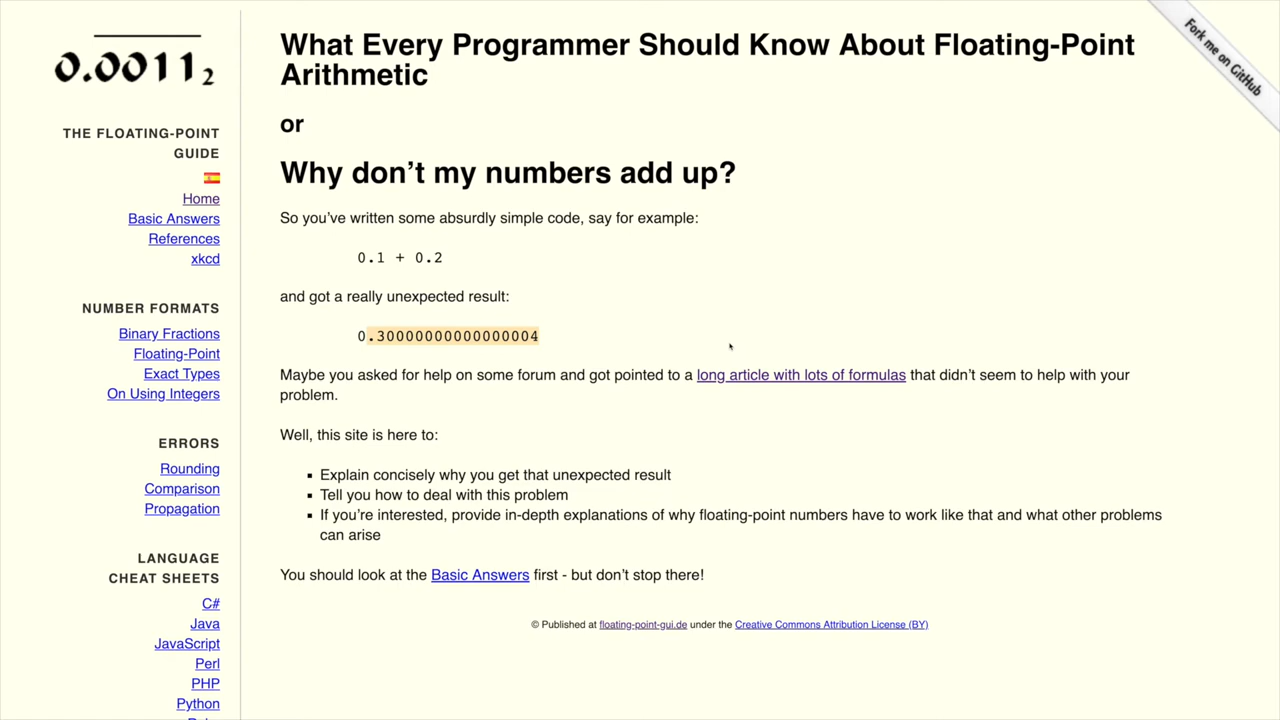 0.0011₂
THE FLOATING-POINT
GUIDE
Home
Basic Answers
References
xkcd
NUMBER FORMATS
Binary Fractions
Floating-Point
Exact Types
On Using Integers
ERRORS
Rounding
Comparison
Propagation
LANGUAGE
CHEAT SHEETS
C#
Java
JavaScript
Perl
PHP
Python
What Every Programmer Should Know About Floating-Point
Arithmetic
or
Why don’t my numbers add up?
So you’ve written some absurdly simple code, say for example:
0.1 + 0.2
and got a really unexpected result:
0.30000000000000004
Maybe you asked for help on some forum and got pointed to a long article with lots of formulas that didn’t seem to help with your
problem.
Well, this site is here to:
▪ Explain concisely why you get that unexpected result
▪ Tell you how to deal with this problem
▪ If you’re interested, provide in-depth explanations of why floating-point numbers have to work like that and what other problems
can arise
You should look at the Basic Answers first - but don’t stop there!
© Published at floating-point-gui.de under the Creative Commons Attribution License (BY)
Fork me on GitHub